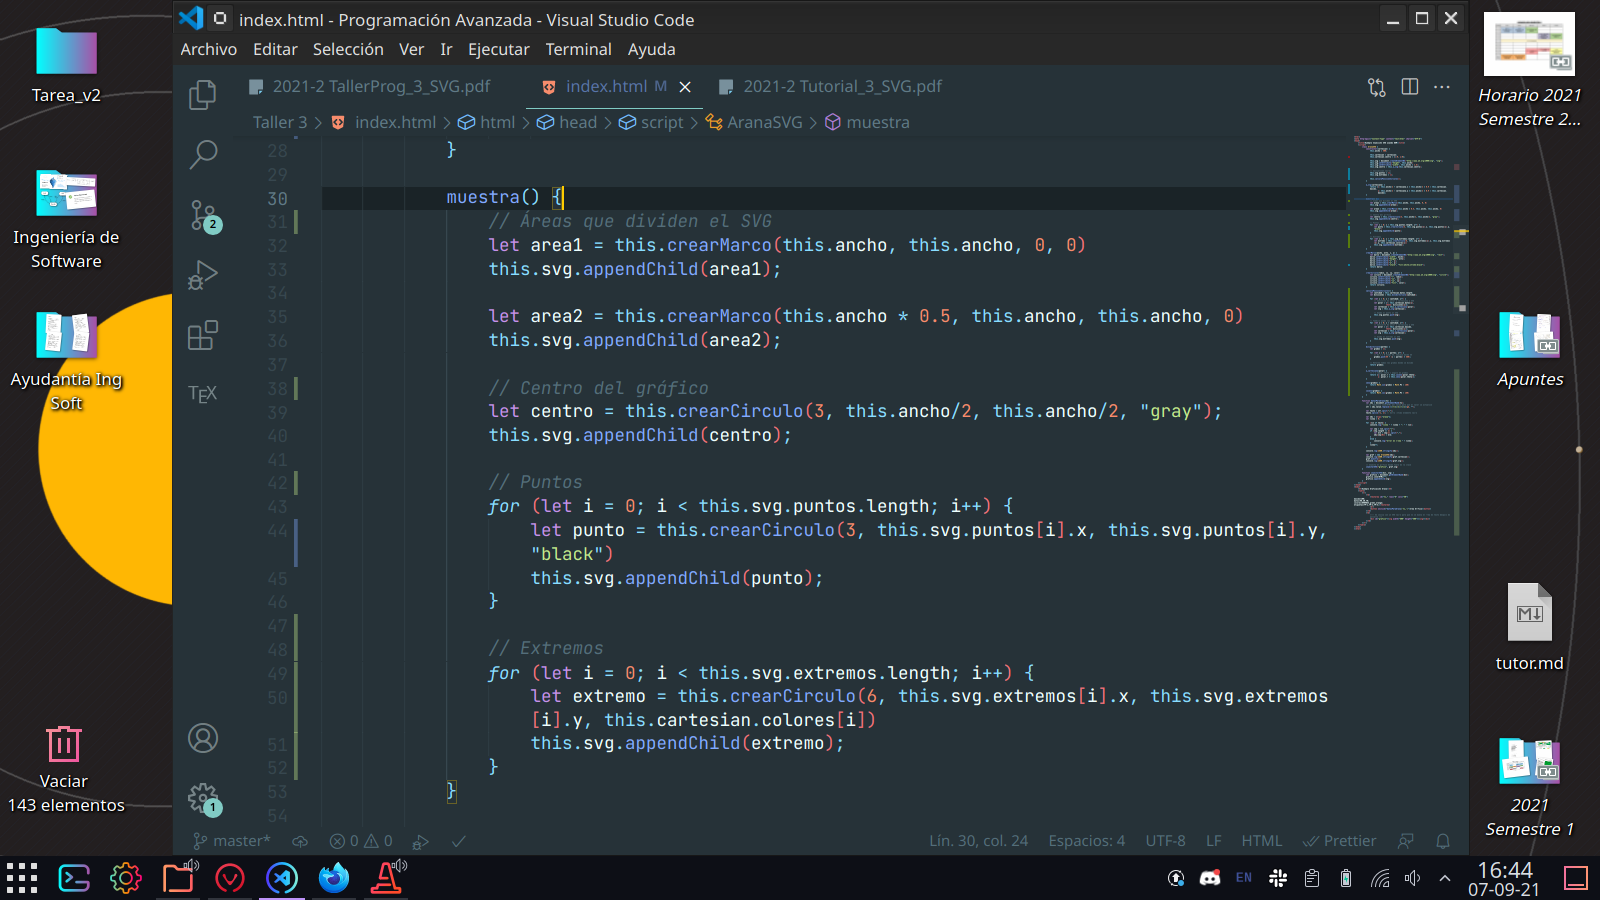 index.html - Programación Avanzada - Visual Studio Code
Archivo Editar Selección Ver Ir Ejecutar Terminal Ayuda
2021-2 TallerProg_3_SVG.pdf index.html M 2021-2 Tutorial_3_SVG.pdf
Taller 3 > index.html > html > head > script > AranaSVG > muestra
28 }
29
30 muestra() {
31 // Áreas que dividen el SVG
32 let area1 = this.crearMarco(this.ancho, this.ancho, 0, 0)
33 this.svg.appendChild(area1);
34
35 let area2 = this.crearMarco(this.ancho * 0.5, this.ancho, this.ancho, 0)
36 this.svg.appendChild(area2);
37
38 // Centro del gráfico
39 let centro = this.crearCirculo(3, this.ancho/2, this.ancho/2, "gray");
40 this.svg.appendChild(centro);
41
42 // Puntos
43 for (let i = 0; i < this.svg.puntos.length; i++) {
44 let punto = this.crearCirculo(3, this.svg.puntos[i].x, this.svg.puntos[i].y,
"black")
45 this.svg.appendChild(punto);
46 }
47
48 // Extremos
49 for (let i = 0; i < this.svg.extremos.length; i++) {
50 let extremo = this.crearCirculo(6, this.svg.extremos[i].x, this.svg.extremos
[i].y, this.cartesian.colores[i])
51 this.svg.appendChild(extremo);
52 }
53 }
54
2
TEX
1
master* 0 0 Lín. 30, col. 24 Espacios: 4 UTF-8 LF HTML Prettier
Tarea_v2
Ingeniería de
Software
Ayudantía Ing
Soft
Vaciar
143 elementos
Horario 2021
Semestre 2...
Apuntes
M
tutor.md
2021
Semestre 1
EN
16:44
07-09-21